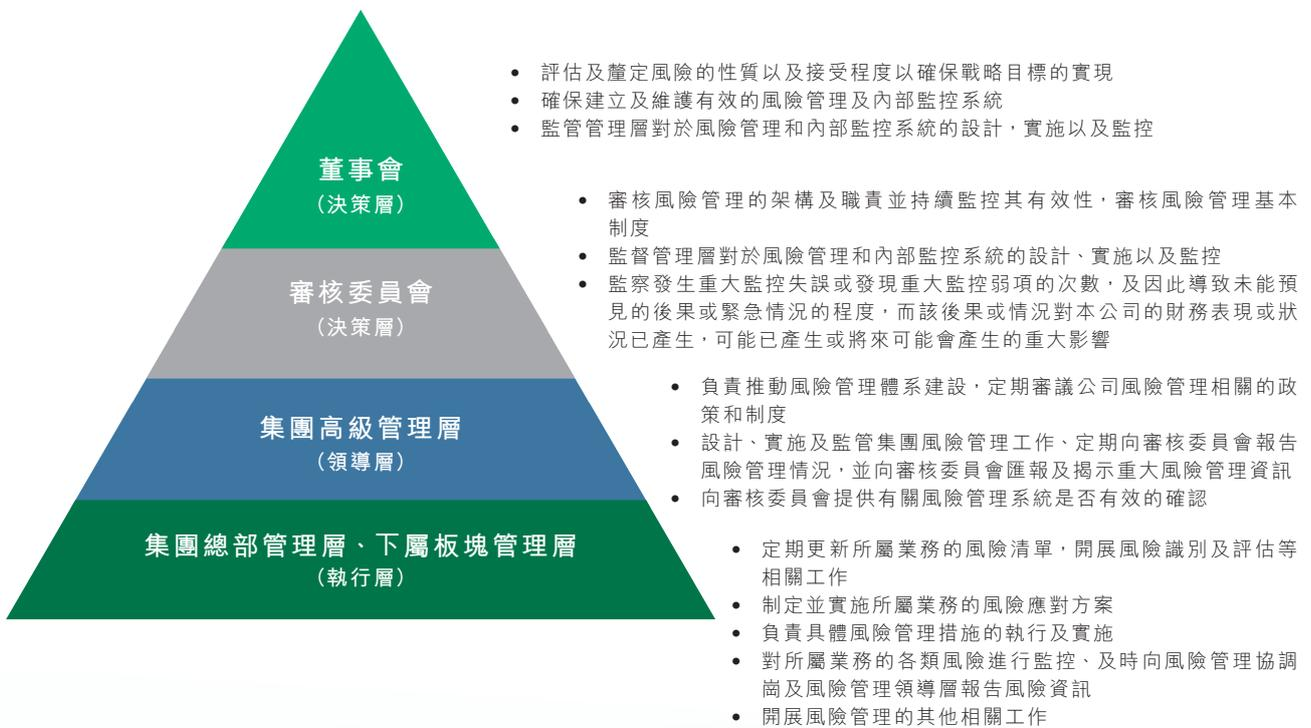 • 評估及釐定風險的性質以及接受程度以確保戰略目標的實現
• 確保建立及維護有效的風險管理及內部監控系統
• 監管管理層對於風險管理和內部監控系統的設計，實施以及監控
董事會
（決策層）
• 審核風險管理的架構及職責並持續監控其有效性，審核風險管理基本
制度
• 監督管理層對於風險管理和內部監控系統的設計、實施以及監控
• 監察發生重大監控失誤或發現重大監控弱項的次數，及因此導致未能預
見的後果或緊急情況的程度，而該後果或情況對本公司的財務表現或狀
況已產生，可能已產生或將來可能會產生的重大影響
審核委員會
（決策層）
• 負責推動風險管理體系建設，定期審議公司風險管理相關的政
策和制度
• 設計、實施及監管集團風險管理工作、定期向審核委員會報告
風險管理情況，並向審核委員會匯報及揭示重大風險管理資訊
• 向審核委員會提供有關風險管理系統是否有效的確認
集團高級管理層
（領導層）
集團總部管理層、下屬板塊管理層
（執行層）
• 定期更新所屬業務的風險清單，開展風險識別及評估等
相關工作
• 制定並實施所屬業務的風險應對方案
• 負責具體風險管理措施的執行及實施
• 對所屬業務的各類風險進行監控、及時向風險管理協調
崗及風險管理領導層報告風險資訊
• 開展風險管理的其他相關工作